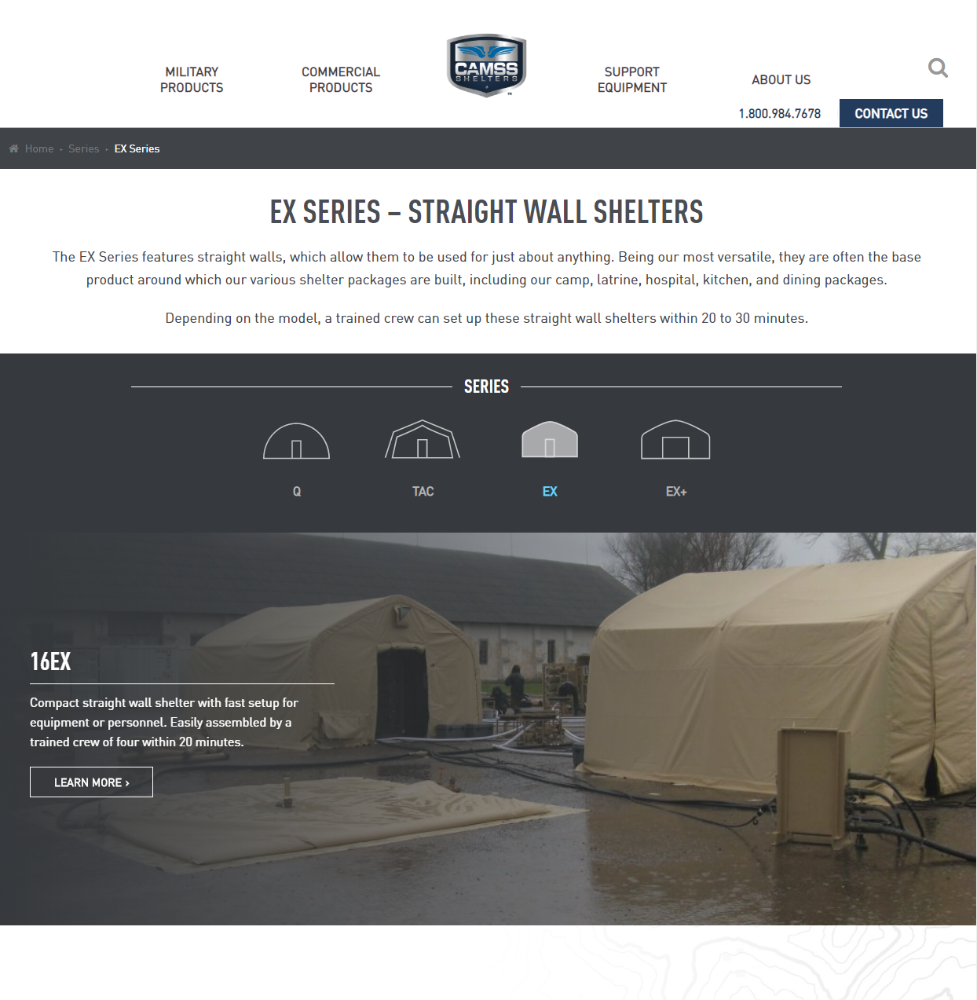 MILITARY
PRODUCTS
COMMERCIAL
PRODUCTS
CAMSS
SHELTERS
™
SUPPORT
EQUIPMENT
ABOUT US
1.800.984.7678
CONTACT US
Home
Series
EX Series
EX SERIES – STRAIGHT WALL SHELTERS
The EX Series features straight walls, which allow them to be used for just about anything. Being our most versatile, they are often the base
product around which our various shelter packages are built, including our camp, latrine, hospital, kitchen, and dining packages.
Depending on the model, a trained crew can set up these straight wall shelters within 20 to 30 minutes.
SERIES
Q
TAC
EX
EX+
16EX
Compact straight wall shelter with fast setup for
equipment or personnel. Easily assembled by a
trained crew of four within 20 minutes.
LEARN MORE ›